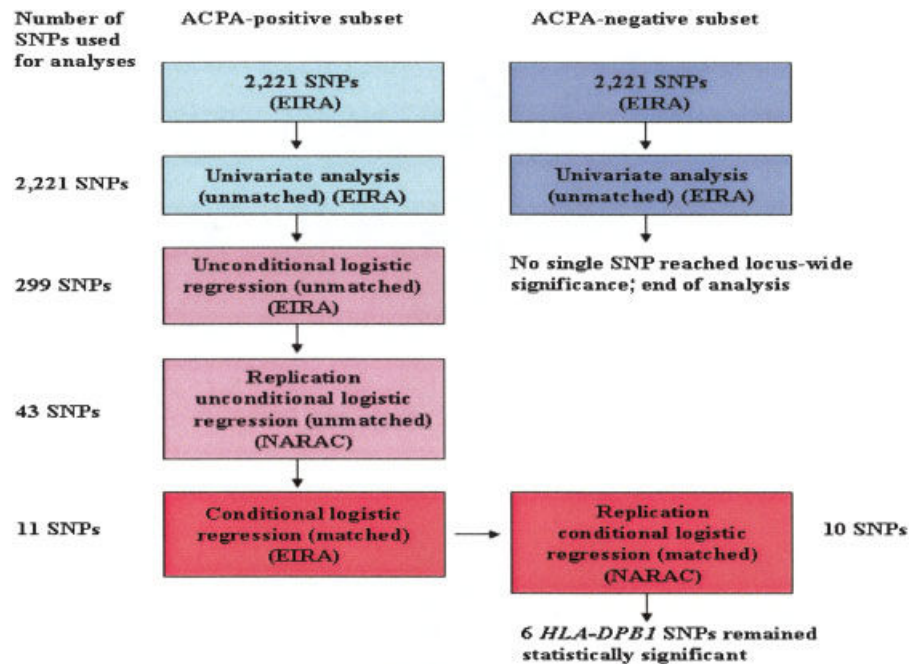 Number of
SNPs used
for analyses
ACPA-positive subset
ACPA-negative subset
2,221 SNPs
(EIRA)
2,221 SNPs
(EIRA)
2,221 SNPs
Univariate analysis
(unmatched) (EIRA)
Univariate analysis
(unmatched) (EIRA)
299 SNPs
Unconditional logistic
regression (unmatched)
(EIRA)
No single SNP reached locus-wide
significance; end of analysis
43 SNPs
Replication
unconditional logistic
regression (unmatched)
(NARAC)
11 SNPs
Conditional logistic
regression (matched)
(EIRA)
Replication
conditional logistic
regression (matched)
(NARAC)
10 SNPs
6 HLA-DPB1 SNPs remained
statistically significant